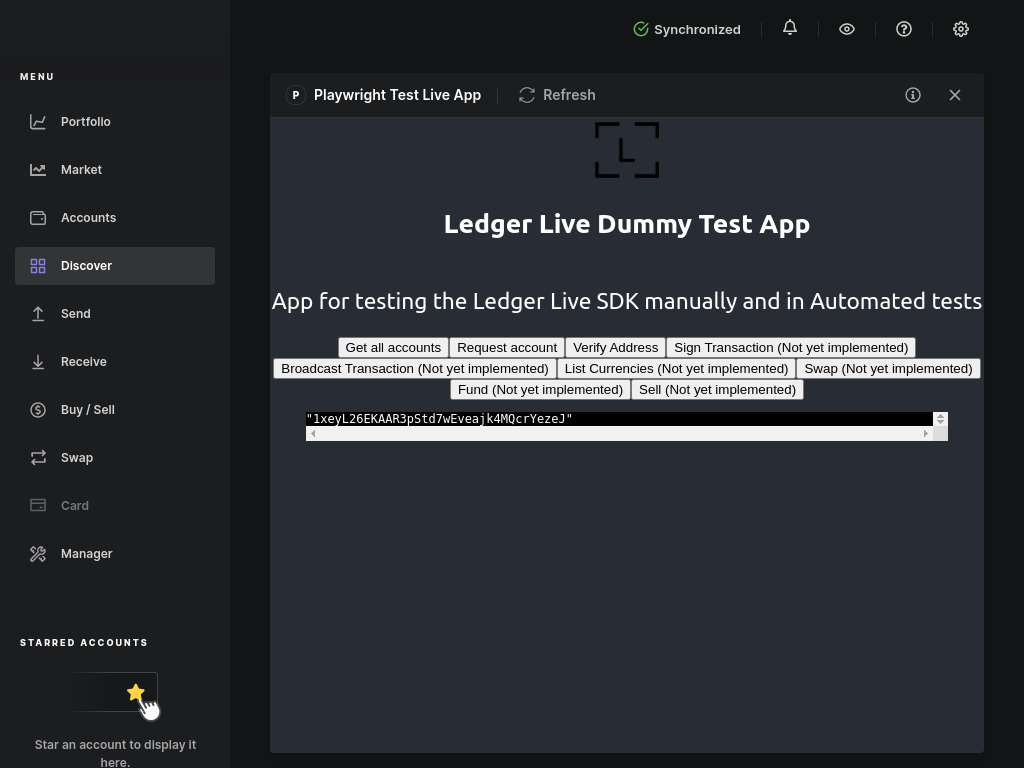 Synchronized
MENU
Portfolio
Market
Accounts
Discover
Send
Receive
Buy / Sell
Swap
Card
Manager
STARRED ACCOUNTS
Star an account to display it
here.
P Playwright Test Live App Refresh
L
Ledger Live Dummy Test App
App for testing the Ledger Live SDK manually and in Automated tests
Get all accounts Request account Verify Address Sign Transaction (Not yet implemented)
Broadcast Transaction (Not yet implemented) List Currencies (Not yet implemented) Swap (Not yet implemented)
Fund (Not yet implemented) Sell (Not yet implemented)
"1xeyL26EKAAR3pStd7wEveajk4MQcrYezeJ"